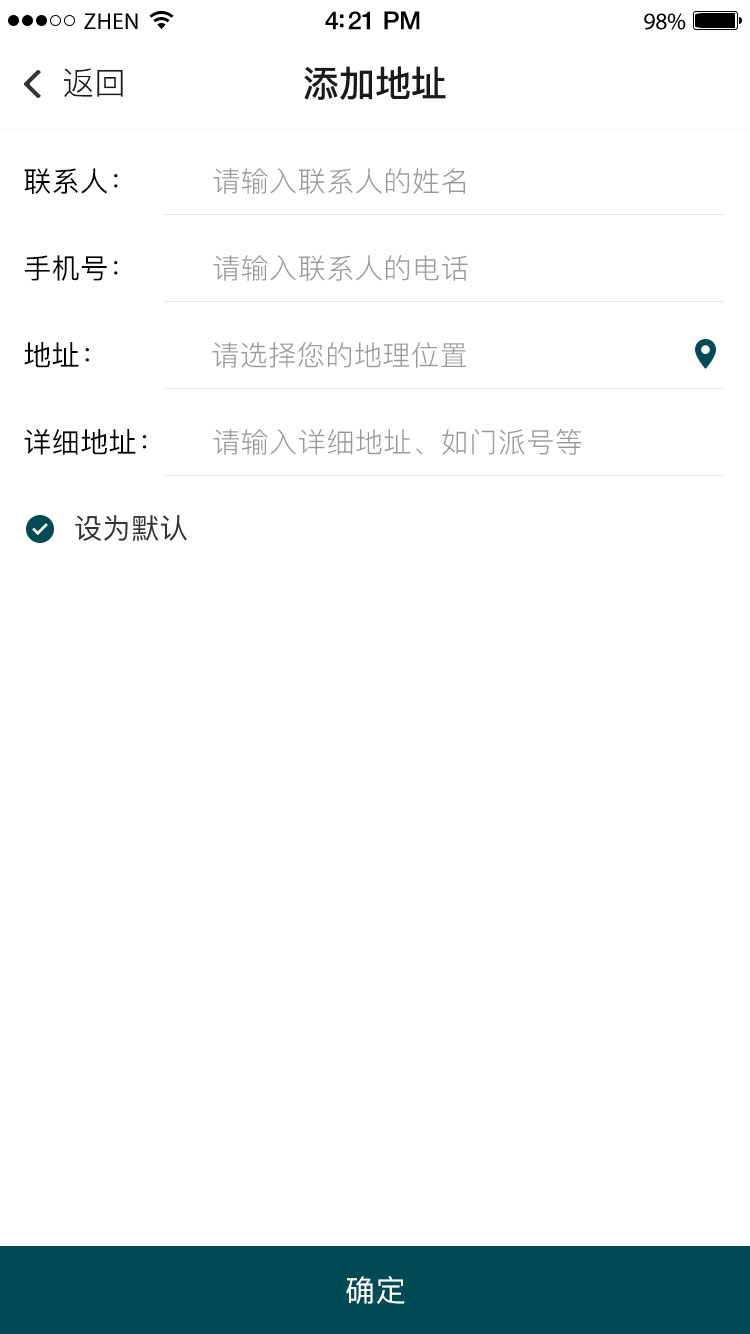 ZHEN 4:21 PM 98%
返回 添加地址
联系人： 请输入联系人的姓名
手机号： 请输入联系人的电话
地址： 请选择您的地理位置
详细地址： 请输入详细地址、如门派号等
设为默认
确定